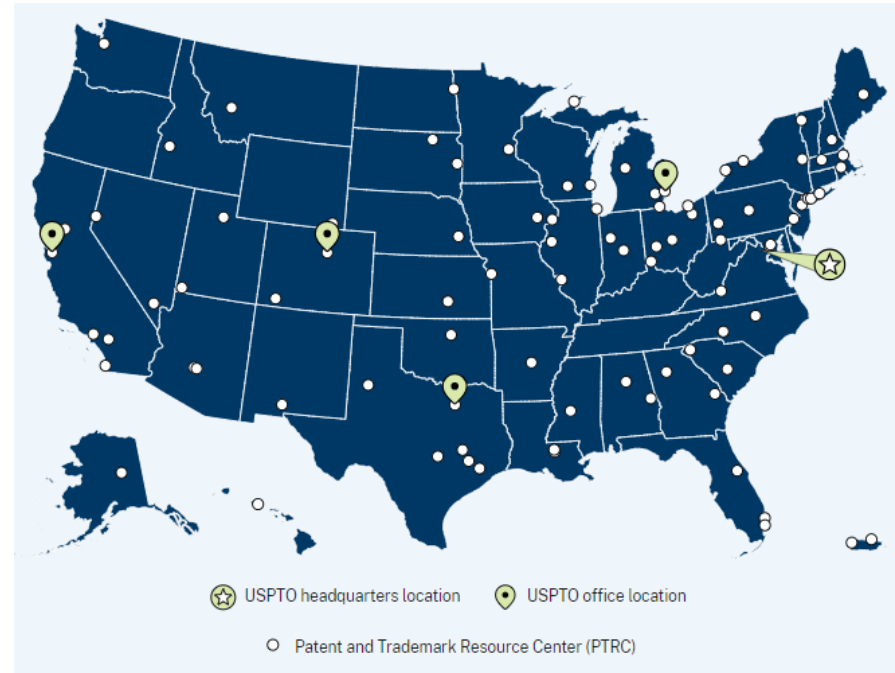 USPTO headquarters location
USPTO office location
Patent and Trademark Resource Center (PTRC)